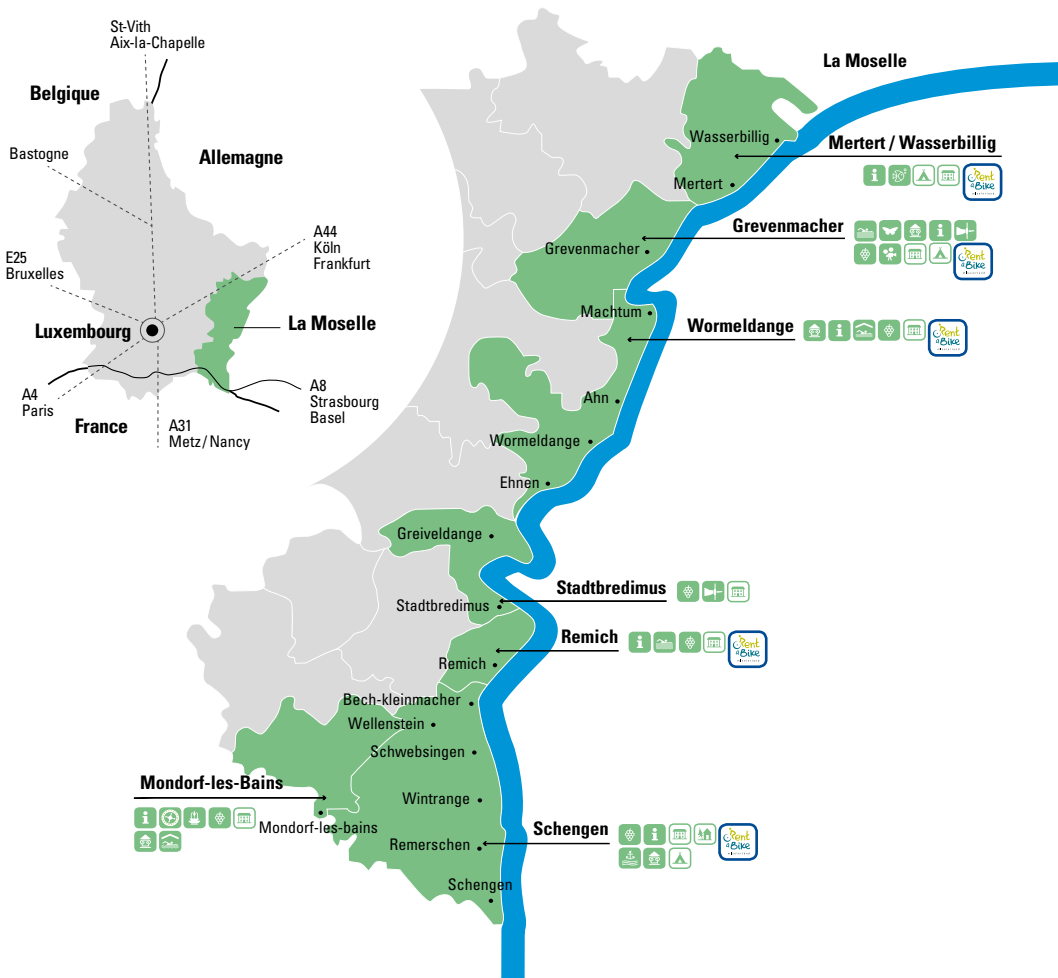 St-Vith
Aix-la-Chapelle
Belgique
Bastogne
Allemagne
A44
Köln
Frankfurt
E25
Bruxelles
Luxembourg
La Moselle
A4
Paris
France
A8
Strasbourg
Basel
A31
Metz/Nancy
La Moselle
Wasserbillig
Mertert / Wasserbillig
Mertert
Rent
a Bike
Grevenmacher
Grevenmacher
Rent
a Bike
Machtum
Wormeldange
Rent
a Bike
Ahn
Wormeldange
Ehnen
Greiveldange
Stadtbredimus
Stadtbredimus
Remich
Rent
a Bike
Remich
Bech-kleinmacher
Wellenstein
Schwebsingen
Mondorf-les-Bains
Mondorf-les-bains
Wintrange
Schengen
Rent
a Bike
Remerschen
Schengen